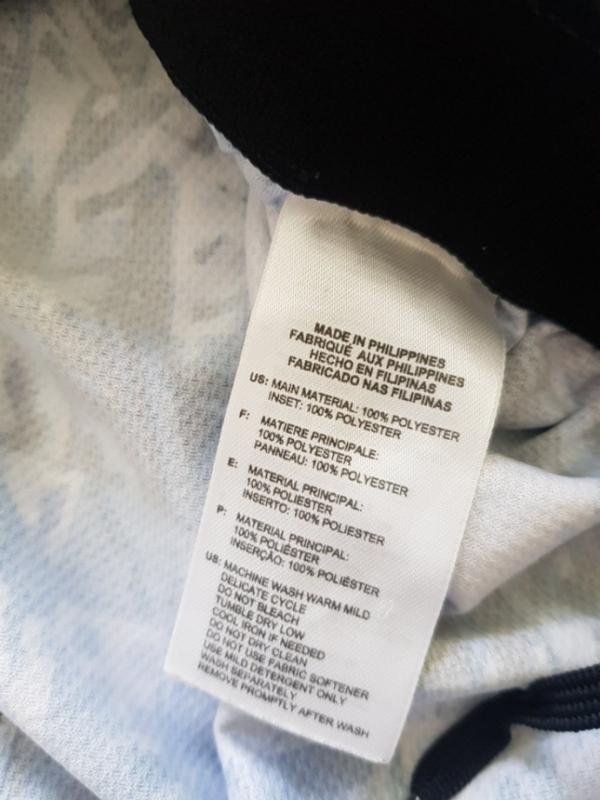 MADE IN PHILIPPINES
FABRIQUÉ AUX PHILIPPINES
HECHO EN FILIPINAS
FABRICADO NAS FILIPINAS
US: MAIN MATERIAL: 100% POLYESTER
INSET: 100% POLYESTER
F: MATIERE PRINCIPALE:
100% POLYESTER
PANNEAU: 100% POLYESTER
E: MATERIAL PRINCIPAL:
100% POLIESTER
INSERTO: 100% POLIESTER
P: MATERIAL PRINCIPAL:
100% POLIÉSTER
INSERÇÃO: 100% POLIÉSTER
US: MACHINE WASH WARM MILD
DELICATE CYCLE
DO NOT BLEACH
TUMBLE DRY LOW
COOL IRON IF NEEDED
DO NOT DRY CLEAN
DO NOT USE FABRIC SOFTENER
USE MILD DETERGENT ONLY
WASH SEPARATELY
REMOVE PROMPTLY AFTER WASH